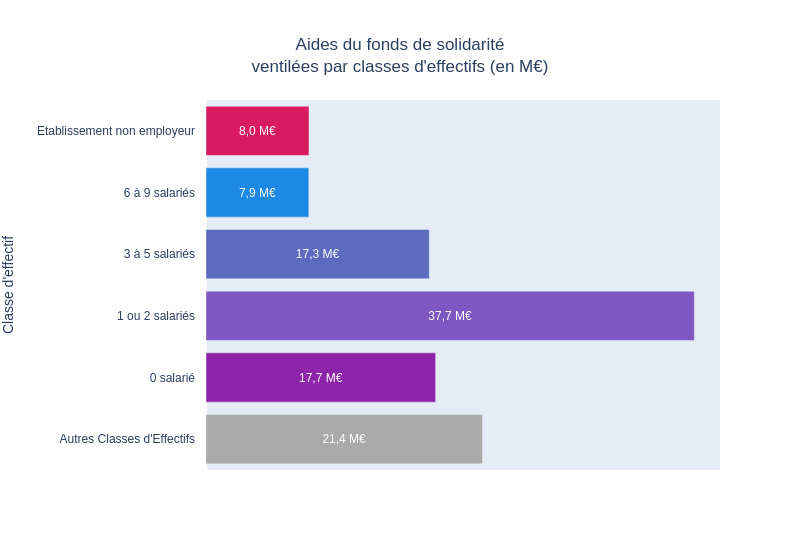 Aides du fonds de solidarité
ventilées par classes d'effectifs (en M€)
Classe d'effectif
Etablissement non employeur 8,0 M€
6 à 9 salariés 7,9 M€
3 à 5 salariés 17,3 M€
1 ou 2 salariés 37,7 M€
0 salarié 17,7 M€
Autres Classes d'Effectifs 21,4 M€